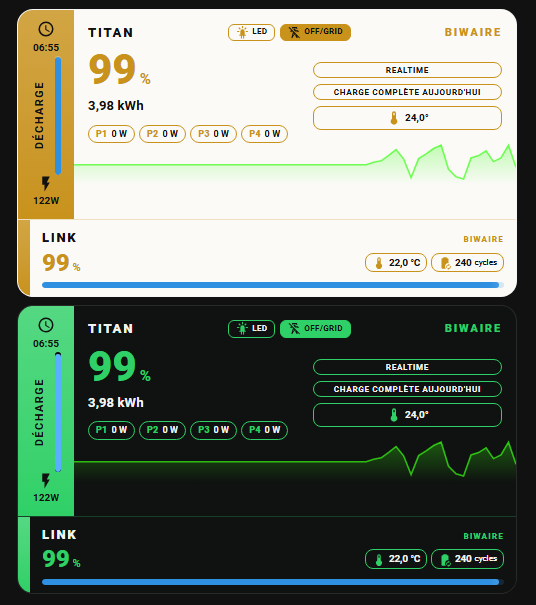 06:55
DÉCHARGE
122W
TITAN
LED
OFF/GRID
BIWAIRE
99 %
3,98 kWh
P1 0 W
P2 0 W
P3 0 W
P4 0 W
REALTIME
CHARGE COMPLÈTE AUJOURD'HUI
24,0°
LINK
BIWAIRE
99 %
22,0 °C
240 cycles
06:55
DÉCHARGE
122W
TITAN
LED
OFF/GRID
BIWAIRE
99 %
3,98 kWh
P1 0 W
P2 0 W
P3 0 W
P4 0 W
REALTIME
CHARGE COMPLÈTE AUJOURD'HUI
24,0°
LINK
BIWAIRE
99 %
22,0 °C
240 cycles